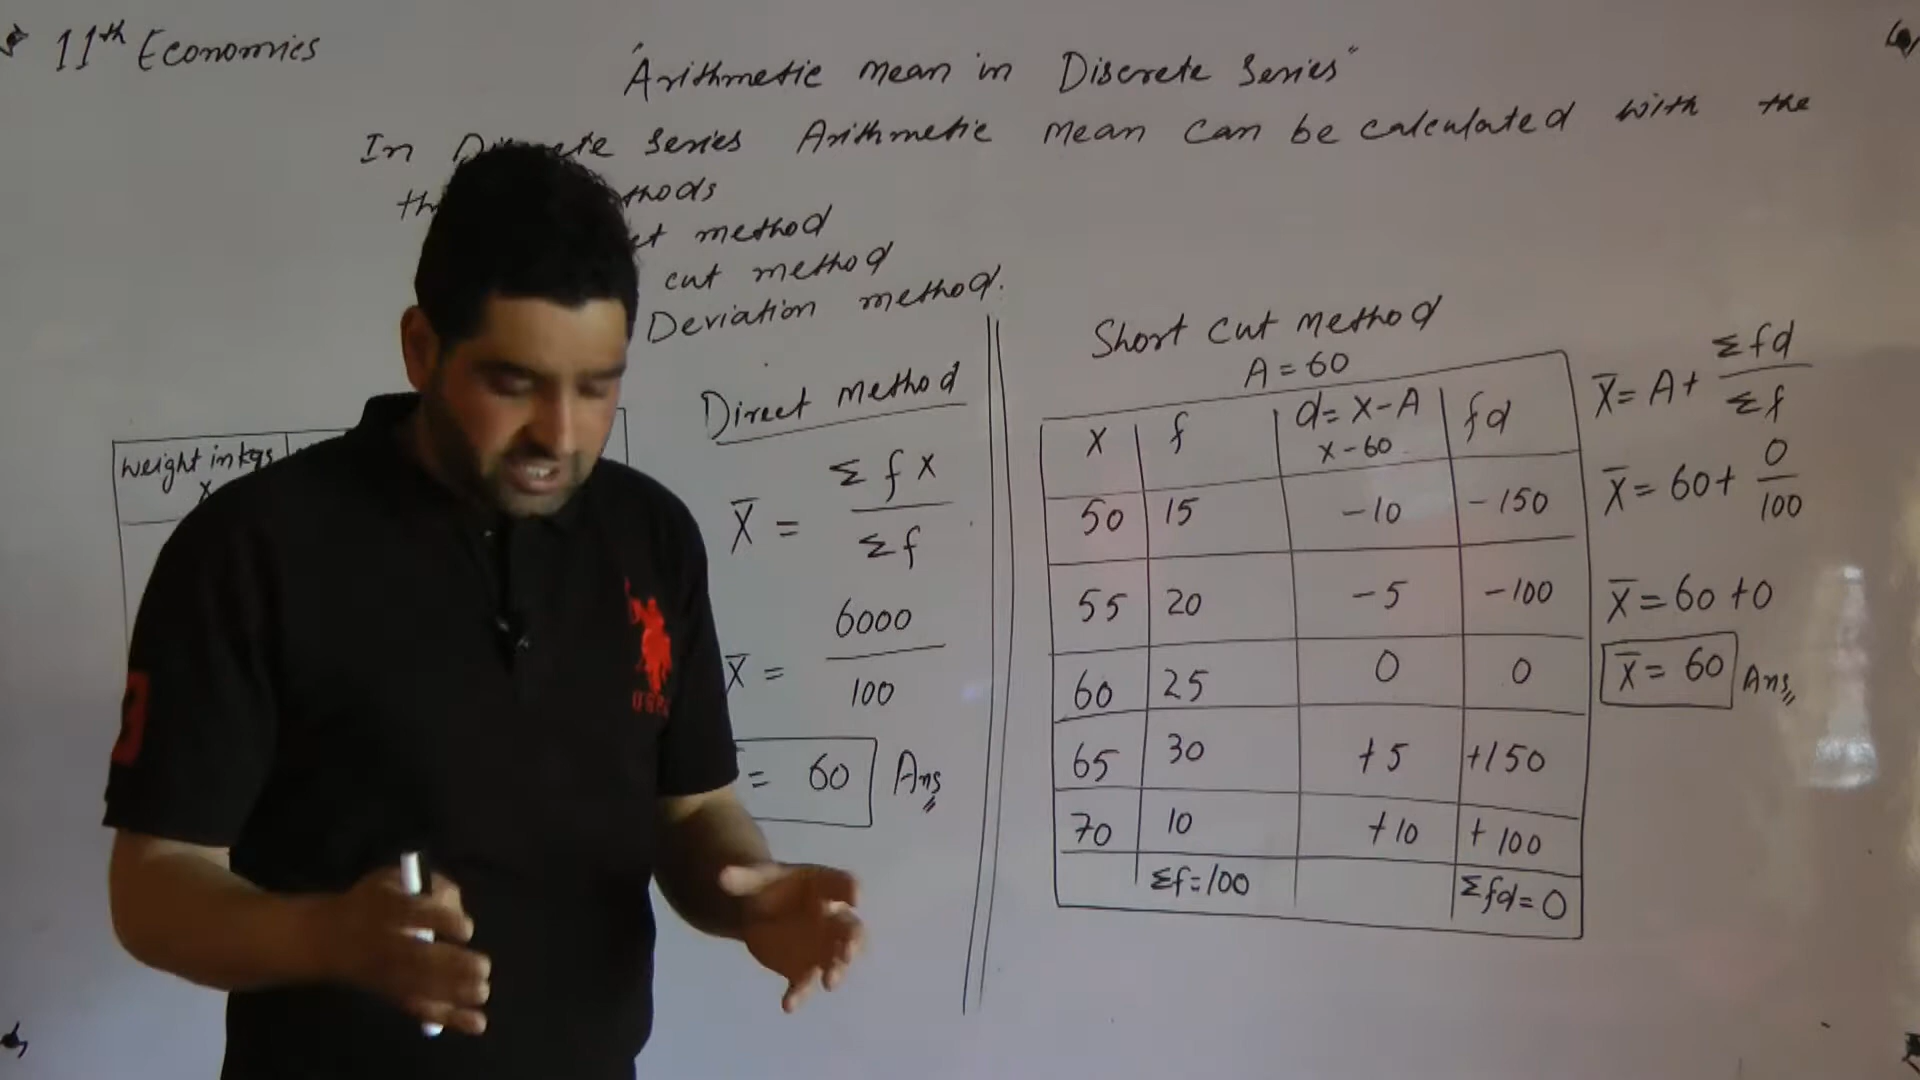 11th Economics
"Arithmetic mean in Discrete Series"
In series Arithmetic mean can be calculated with the
method
cut method
Deviation method.
Weight in kgs
X
Direct method
X̄ = Σfx / Σf
X̄ = 6000 / 100
= 60 Ans
Short cut method
A = 60
X f d = X-A fd
X-60
50 15 -10 -150
55 20 -5 -100
60 25 0 0
65 30 +5 +150
70 10 +10 +100
Σf=100 Σfd=0
X̄ = A + Σfd / Σf
X̄ = 60 + 0 / 100
X̄ = 60 + 0
X̄ = 60 Ans